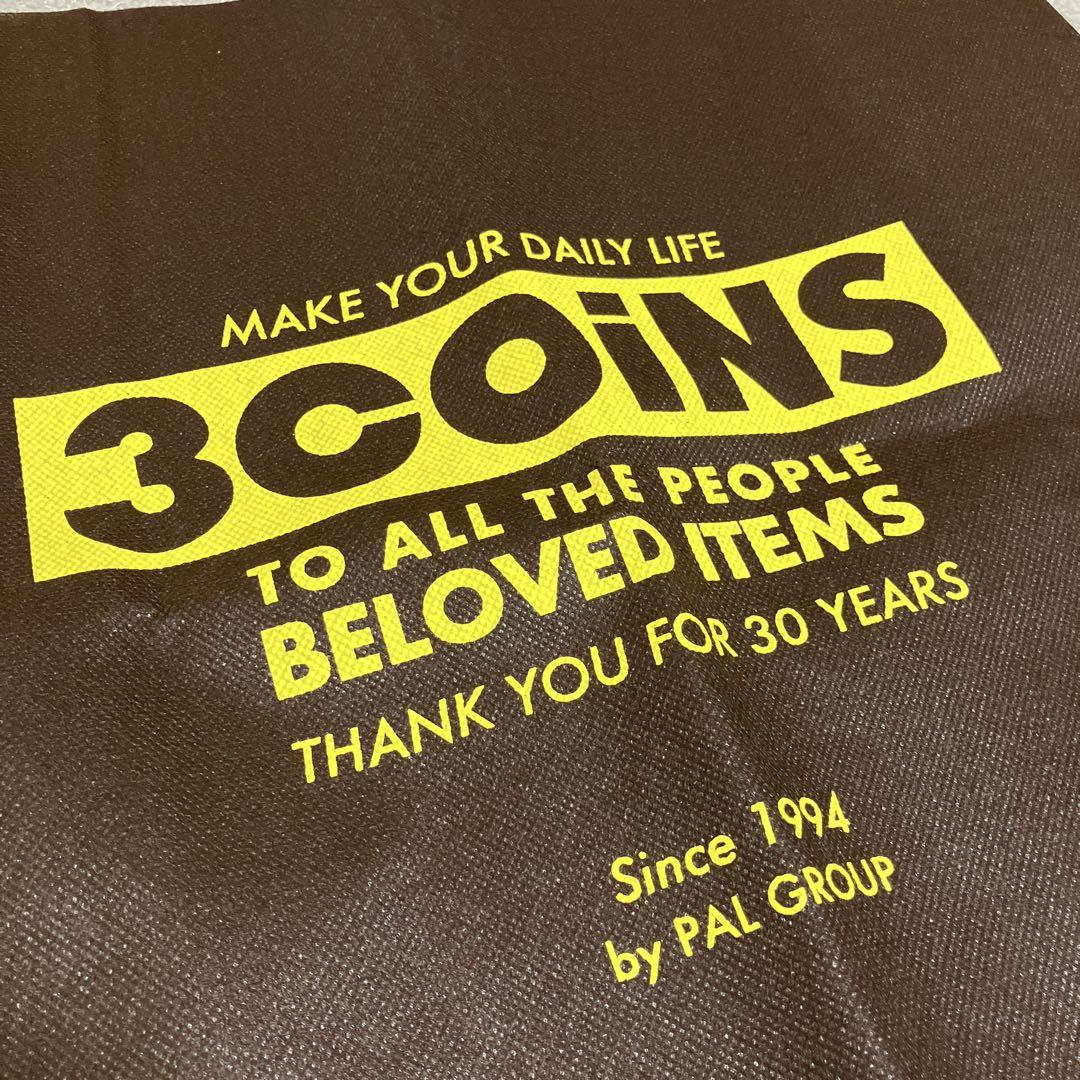 MAKE YOUR DAILY LIFE
3COiNS
TO ALL THE PEOPLE
BELOVED ITEMS
THANK YOU FOR 30 YEARS
Since 1994
by PAL GROUP